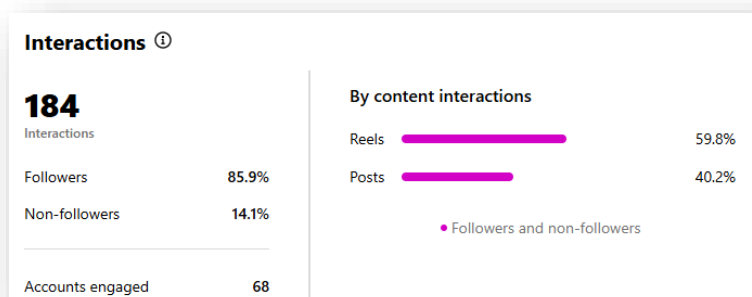 Interactions
184
Interactions
Followers 85.9%
Non-followers 14.1%
Accounts engaged 68
By content interactions
Reels 59.8%
Posts 40.2%
Followers and non-followers